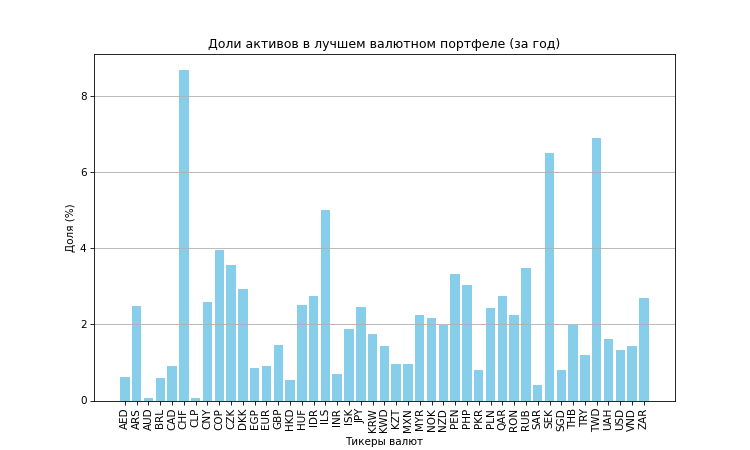 Доли активов в лучшем валютном портфеле (за год)
Доля (%)
8
6
4
2
0
AED ARS AUD BRL CAD CHF CLP CNY COP CZK DKK EGP EUR GBP HKD HUF IDR ILS INR ISK JPY KRW KWD KZT MXN MYR NOK NZD PEN PHP PKR PLN QAR RON RUB SAR SEK SGD THB TRY TWD UAH USD VND ZAR
Тикеры валют